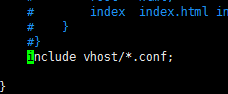 #        index  index.html in
#    }
#}
include vhost/*.conf;
}